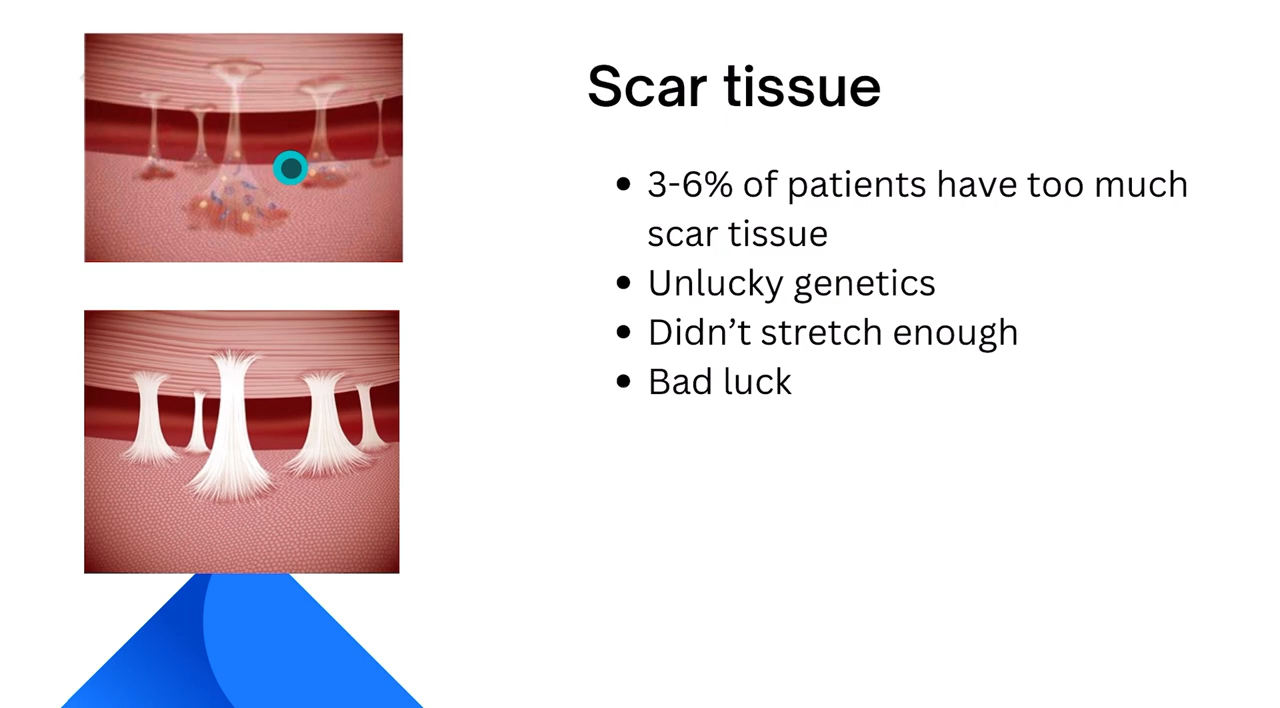 Scar tissue
• 3-6% of patients have too much
scar tissue
• Unlucky genetics
• Didn’t stretch enough
• Bad luck